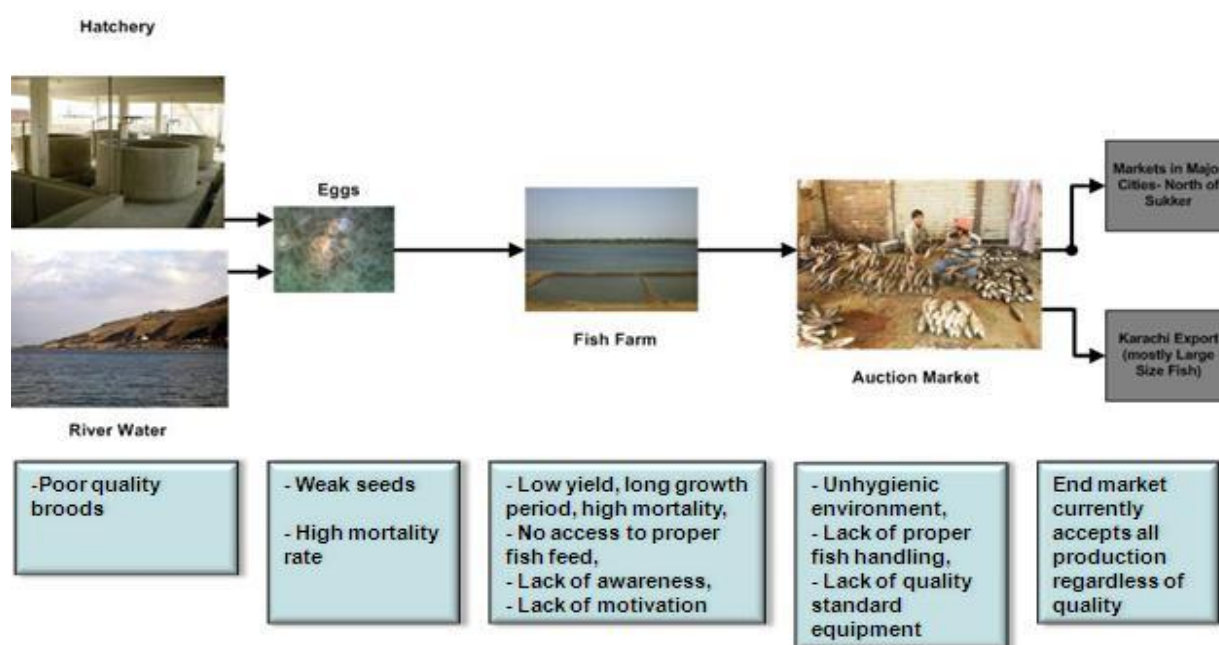 Hatchery
Eggs
River Water
Fish Farm
Auction Market
Markets in Major
Cities- North of
Sukker
Karachi Export
(mostly Large
Size Fish)
-Poor quality
broods
- Weak seeds
- High mortality
rate
- Low yield, long growth
period, high mortality,
- No access to proper
fish feed,
- Lack of awareness,
- Lack of motivation
- Unhygienic
environment,
- Lack of proper
fish handling,
- Lack of quality
standard
equipment
End market
currently
accepts all
production
regardless of
quality